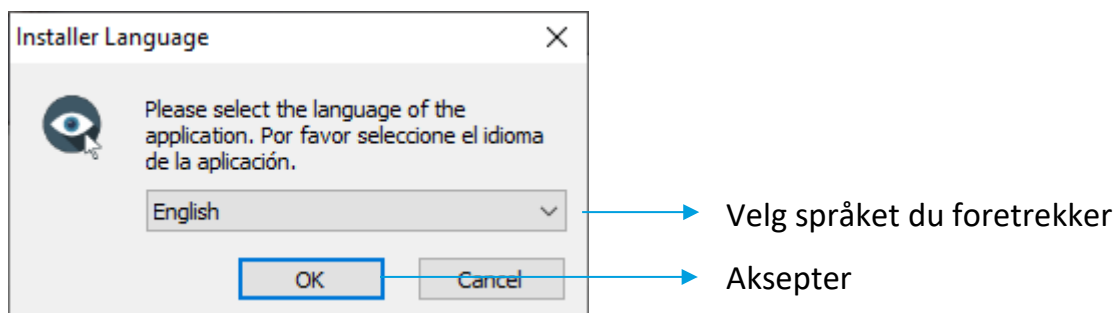 Installer Language
Please select the language of the
application. Por favor seleccione el idioma
de la aplicación.
English
Velg språket du foretrekker
OK
Cancel
Aksepter